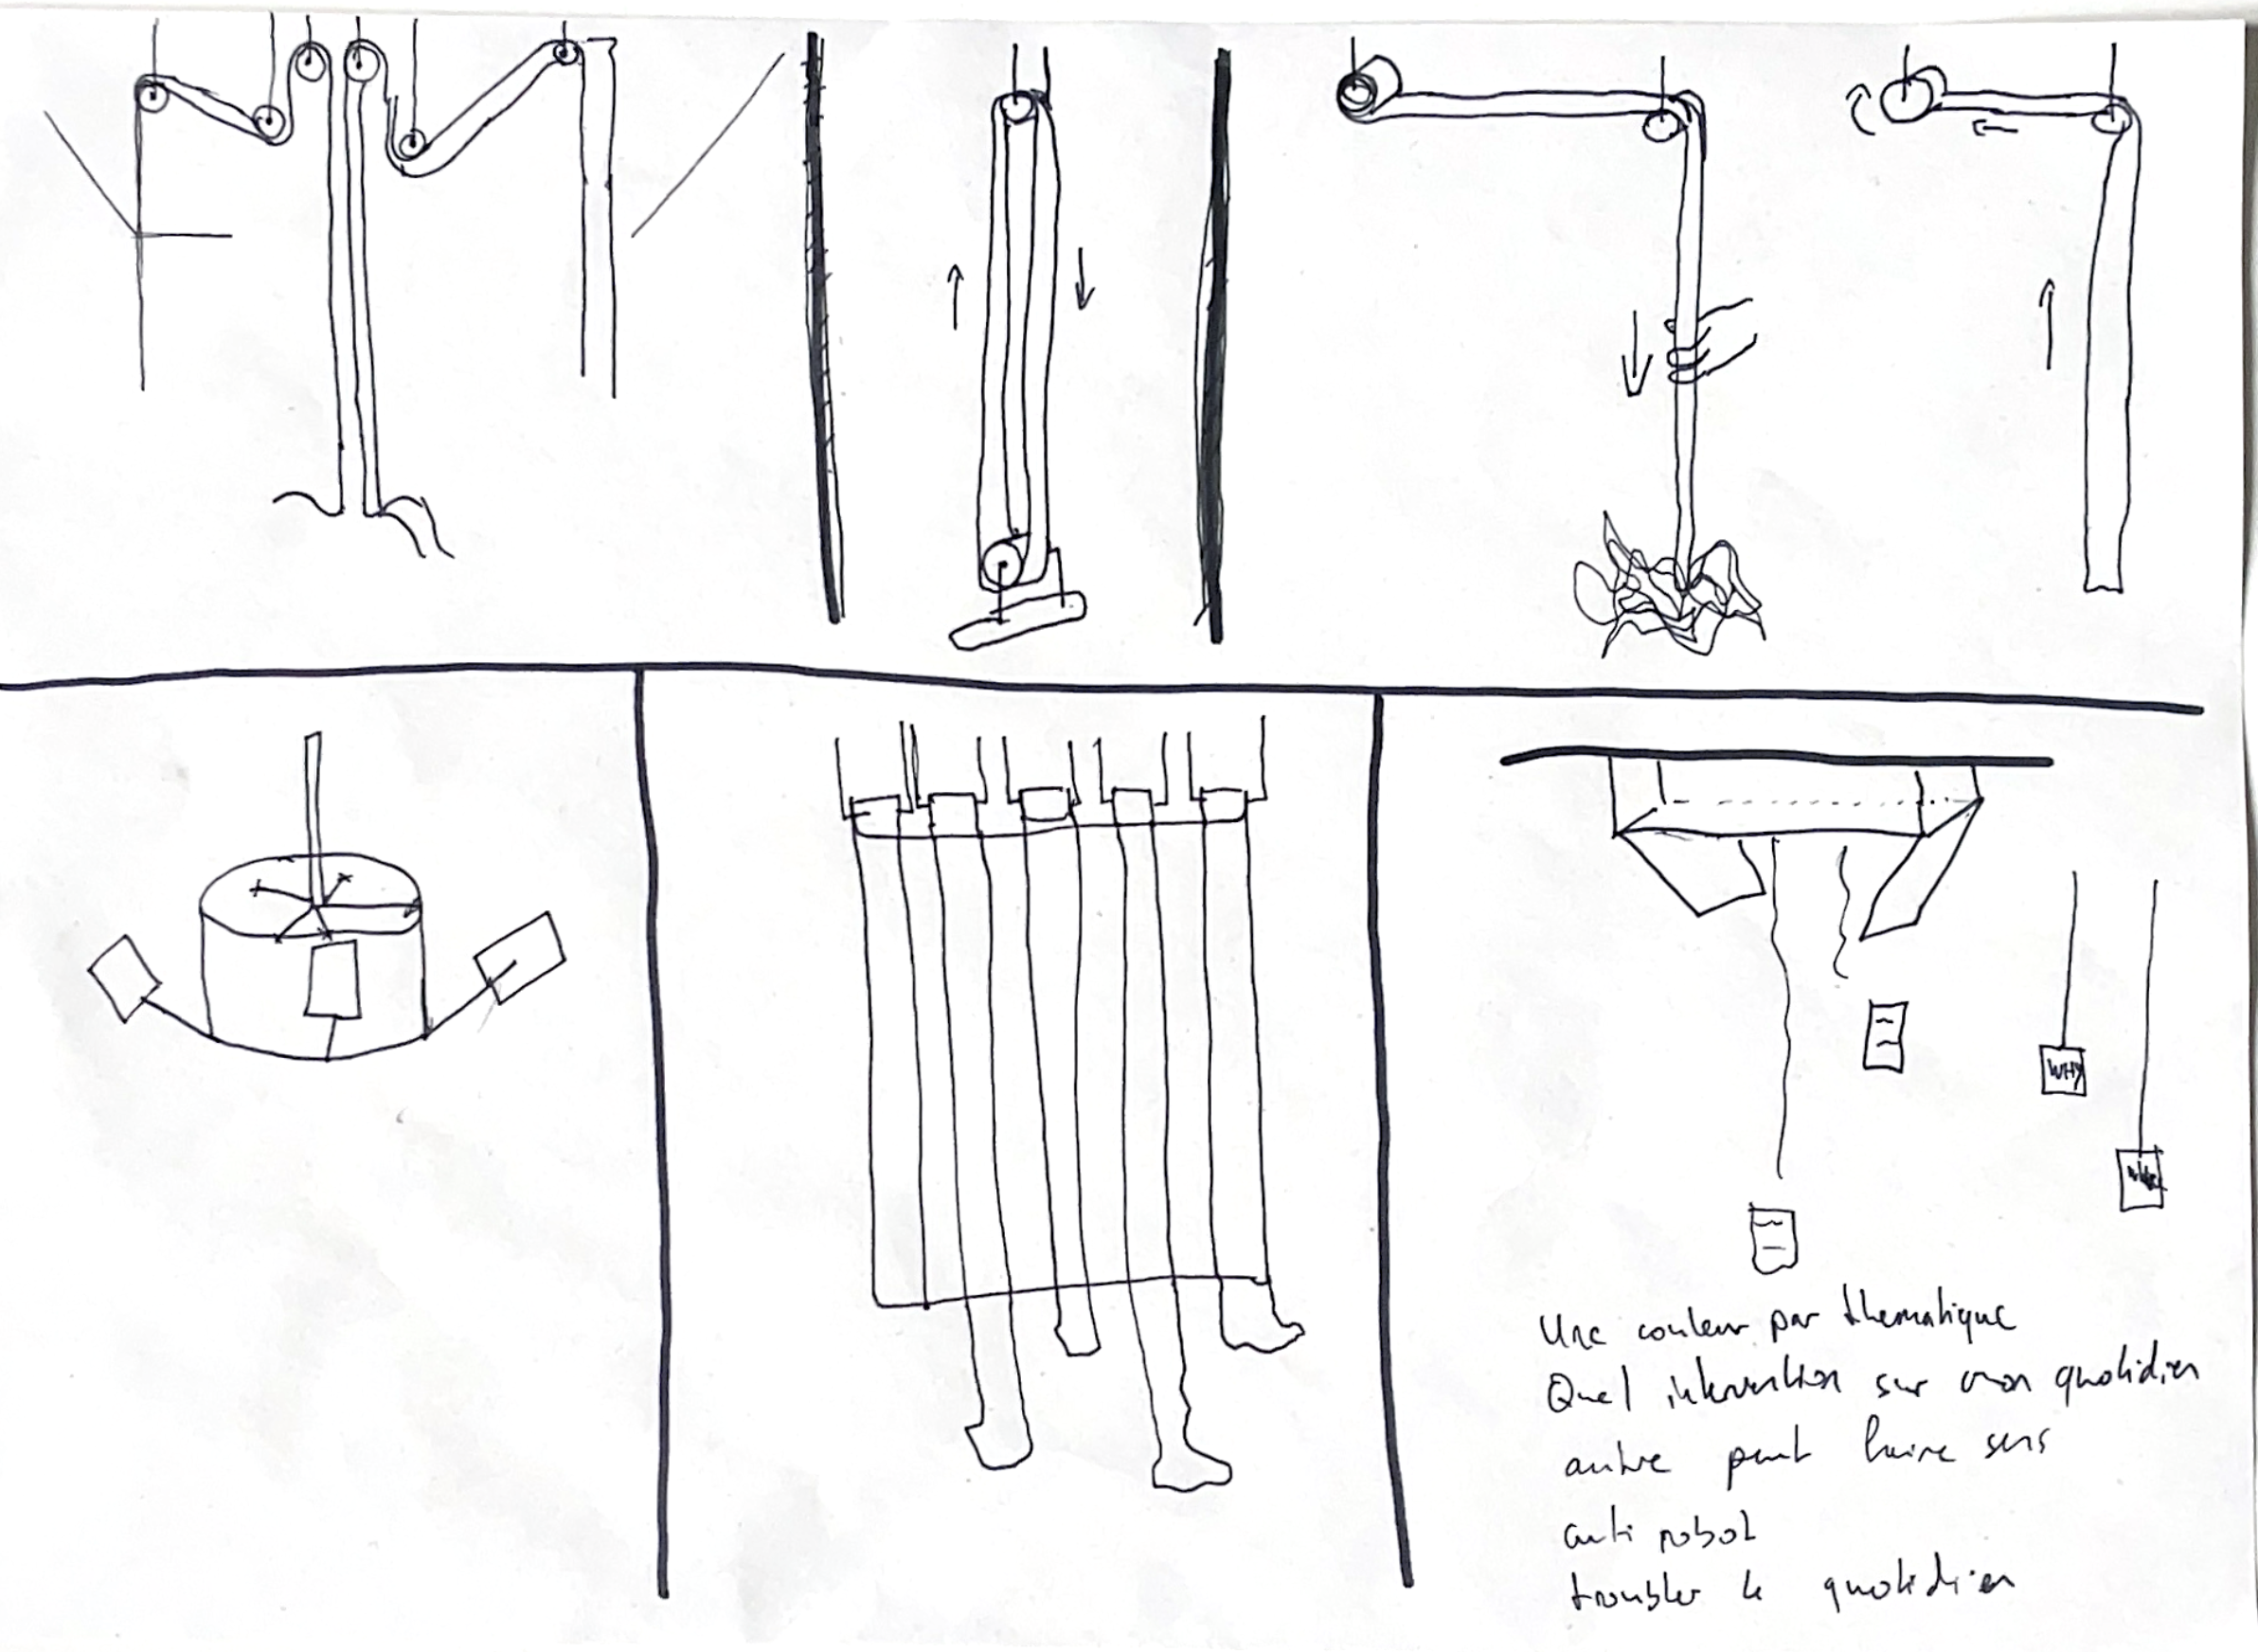 WHY
Une couleur par thematique
Quel intervention sur mon quotidien
autre peut faire sens
anti robot
troubler le quotidien